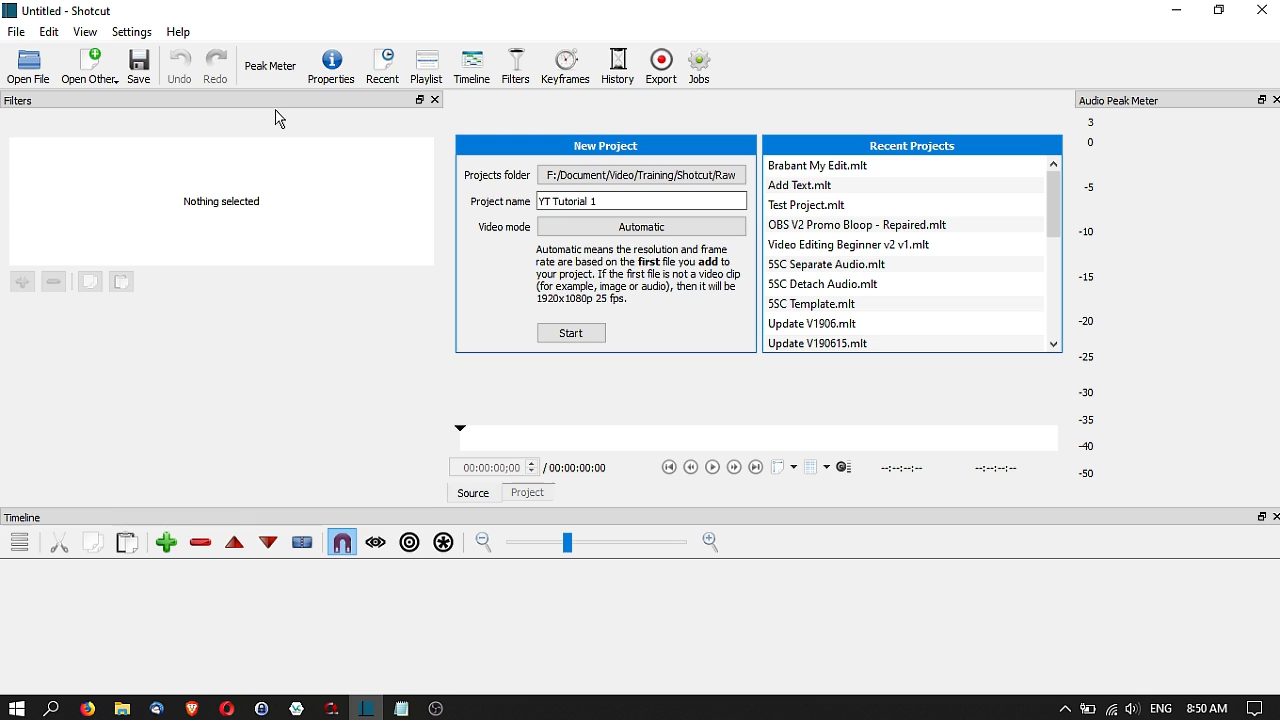 Untitled - Shotcut
File Edit View Settings Help
Open File Open Other.. Save Undo Redo Peak Meter Properties Recent Playlist Timeline Filters Keyframes History Export Jobs
Filters
Nothing selected
New Project
Projects folder F:/Document/Video/Training/Shotcut/Raw
Project name YT Tutorial 1
Video mode Automatic
Automatic means the resolution and frame
rate are based on the first file you add to
your project. If the first file is not a video clip
(for example, image or audio), then it will be
1920x1080p 25 fps.
Start
Recent Projects
Brabant My Edit.mlt
Add Text.mlt
Test Project.mlt
OBS V2 Promo Bloop - Repaired.mlt
Video Editing Beginner v2 v1.mlt
5SC Separate Audio.mlt
5SC Detach Audio.mlt
5SC Template.mlt
Update V1906.mlt
Update V190615.mlt
Audio Peak Meter
3
0
-5
-10
-15
-20
-25
-30
-35
-40
-50
00:00:00;00 / 00:00:00:00 --:--:--:-- --:--:--:--
Source Project
Timeline
ENG 8:50 AM